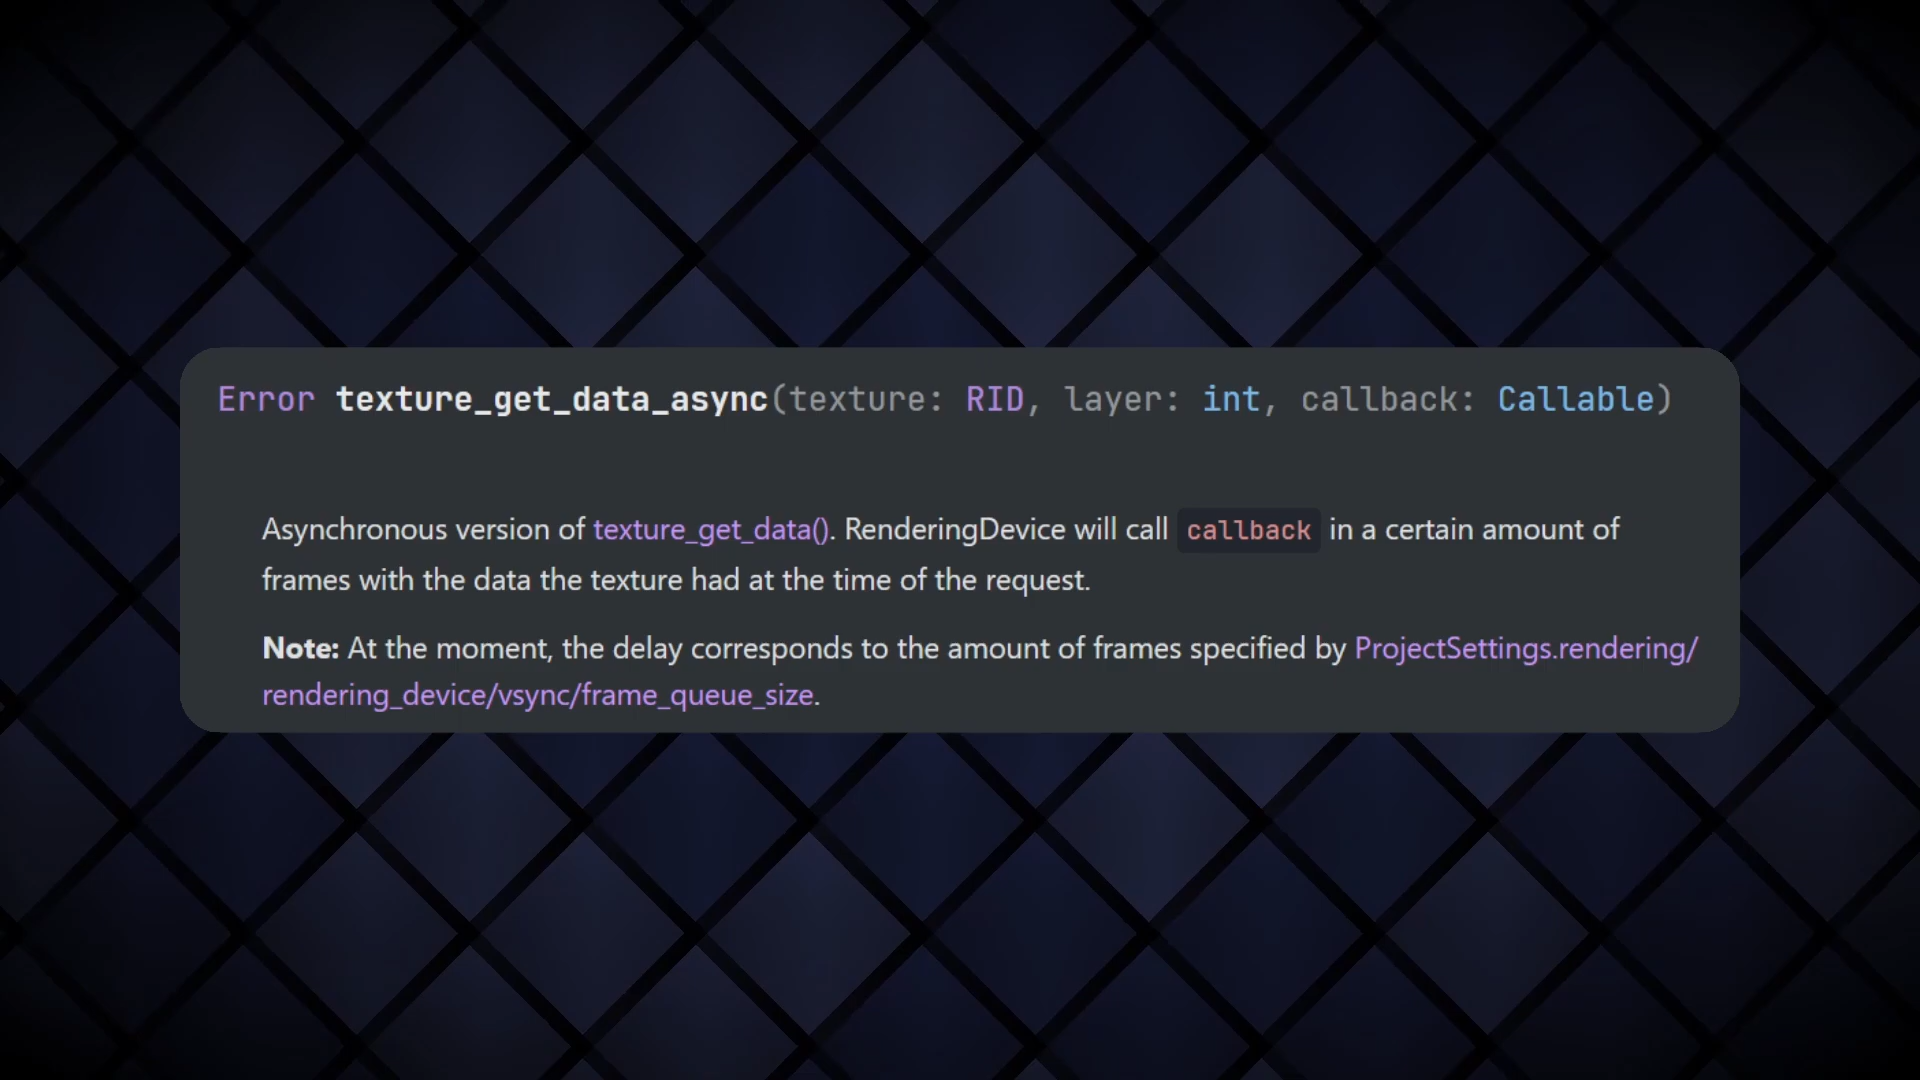 Error texture_get_data_async(texture: RID, layer: int, callback: Callable)
Asynchronous version of texture_get_data(). RenderingDevice will call callback in a certain amount of
frames with the data the texture had at the time of the request.
Note: At the moment, the delay corresponds to the amount of frames specified by ProjectSettings.rendering/
rendering_device/vsync/frame_queue_size.